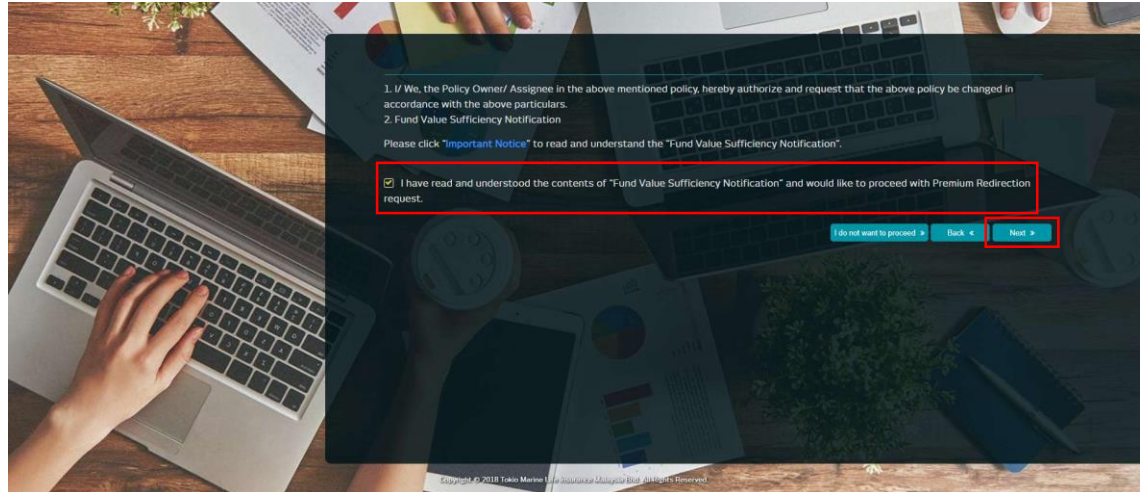 1. I/ We, the Policy Owner/ Assignee in the above mentioned policy, hereby authorize and request that the above policy be changed in
accordance with the above particulars.
2. Fund Value Sufficiency Notification
Please click "Important Notice" to read and understand the "Fund Value Sufficiency Notification".
I have read and understood the contents of "Fund Value Sufficiency Notification" and would like to proceed with Premium Redirection
request.
I do not want to proceed » Back « Next »
Copyright © 2018 Tokio Marine Life Insurance Malaysia Bhd. All Rights Reserved.